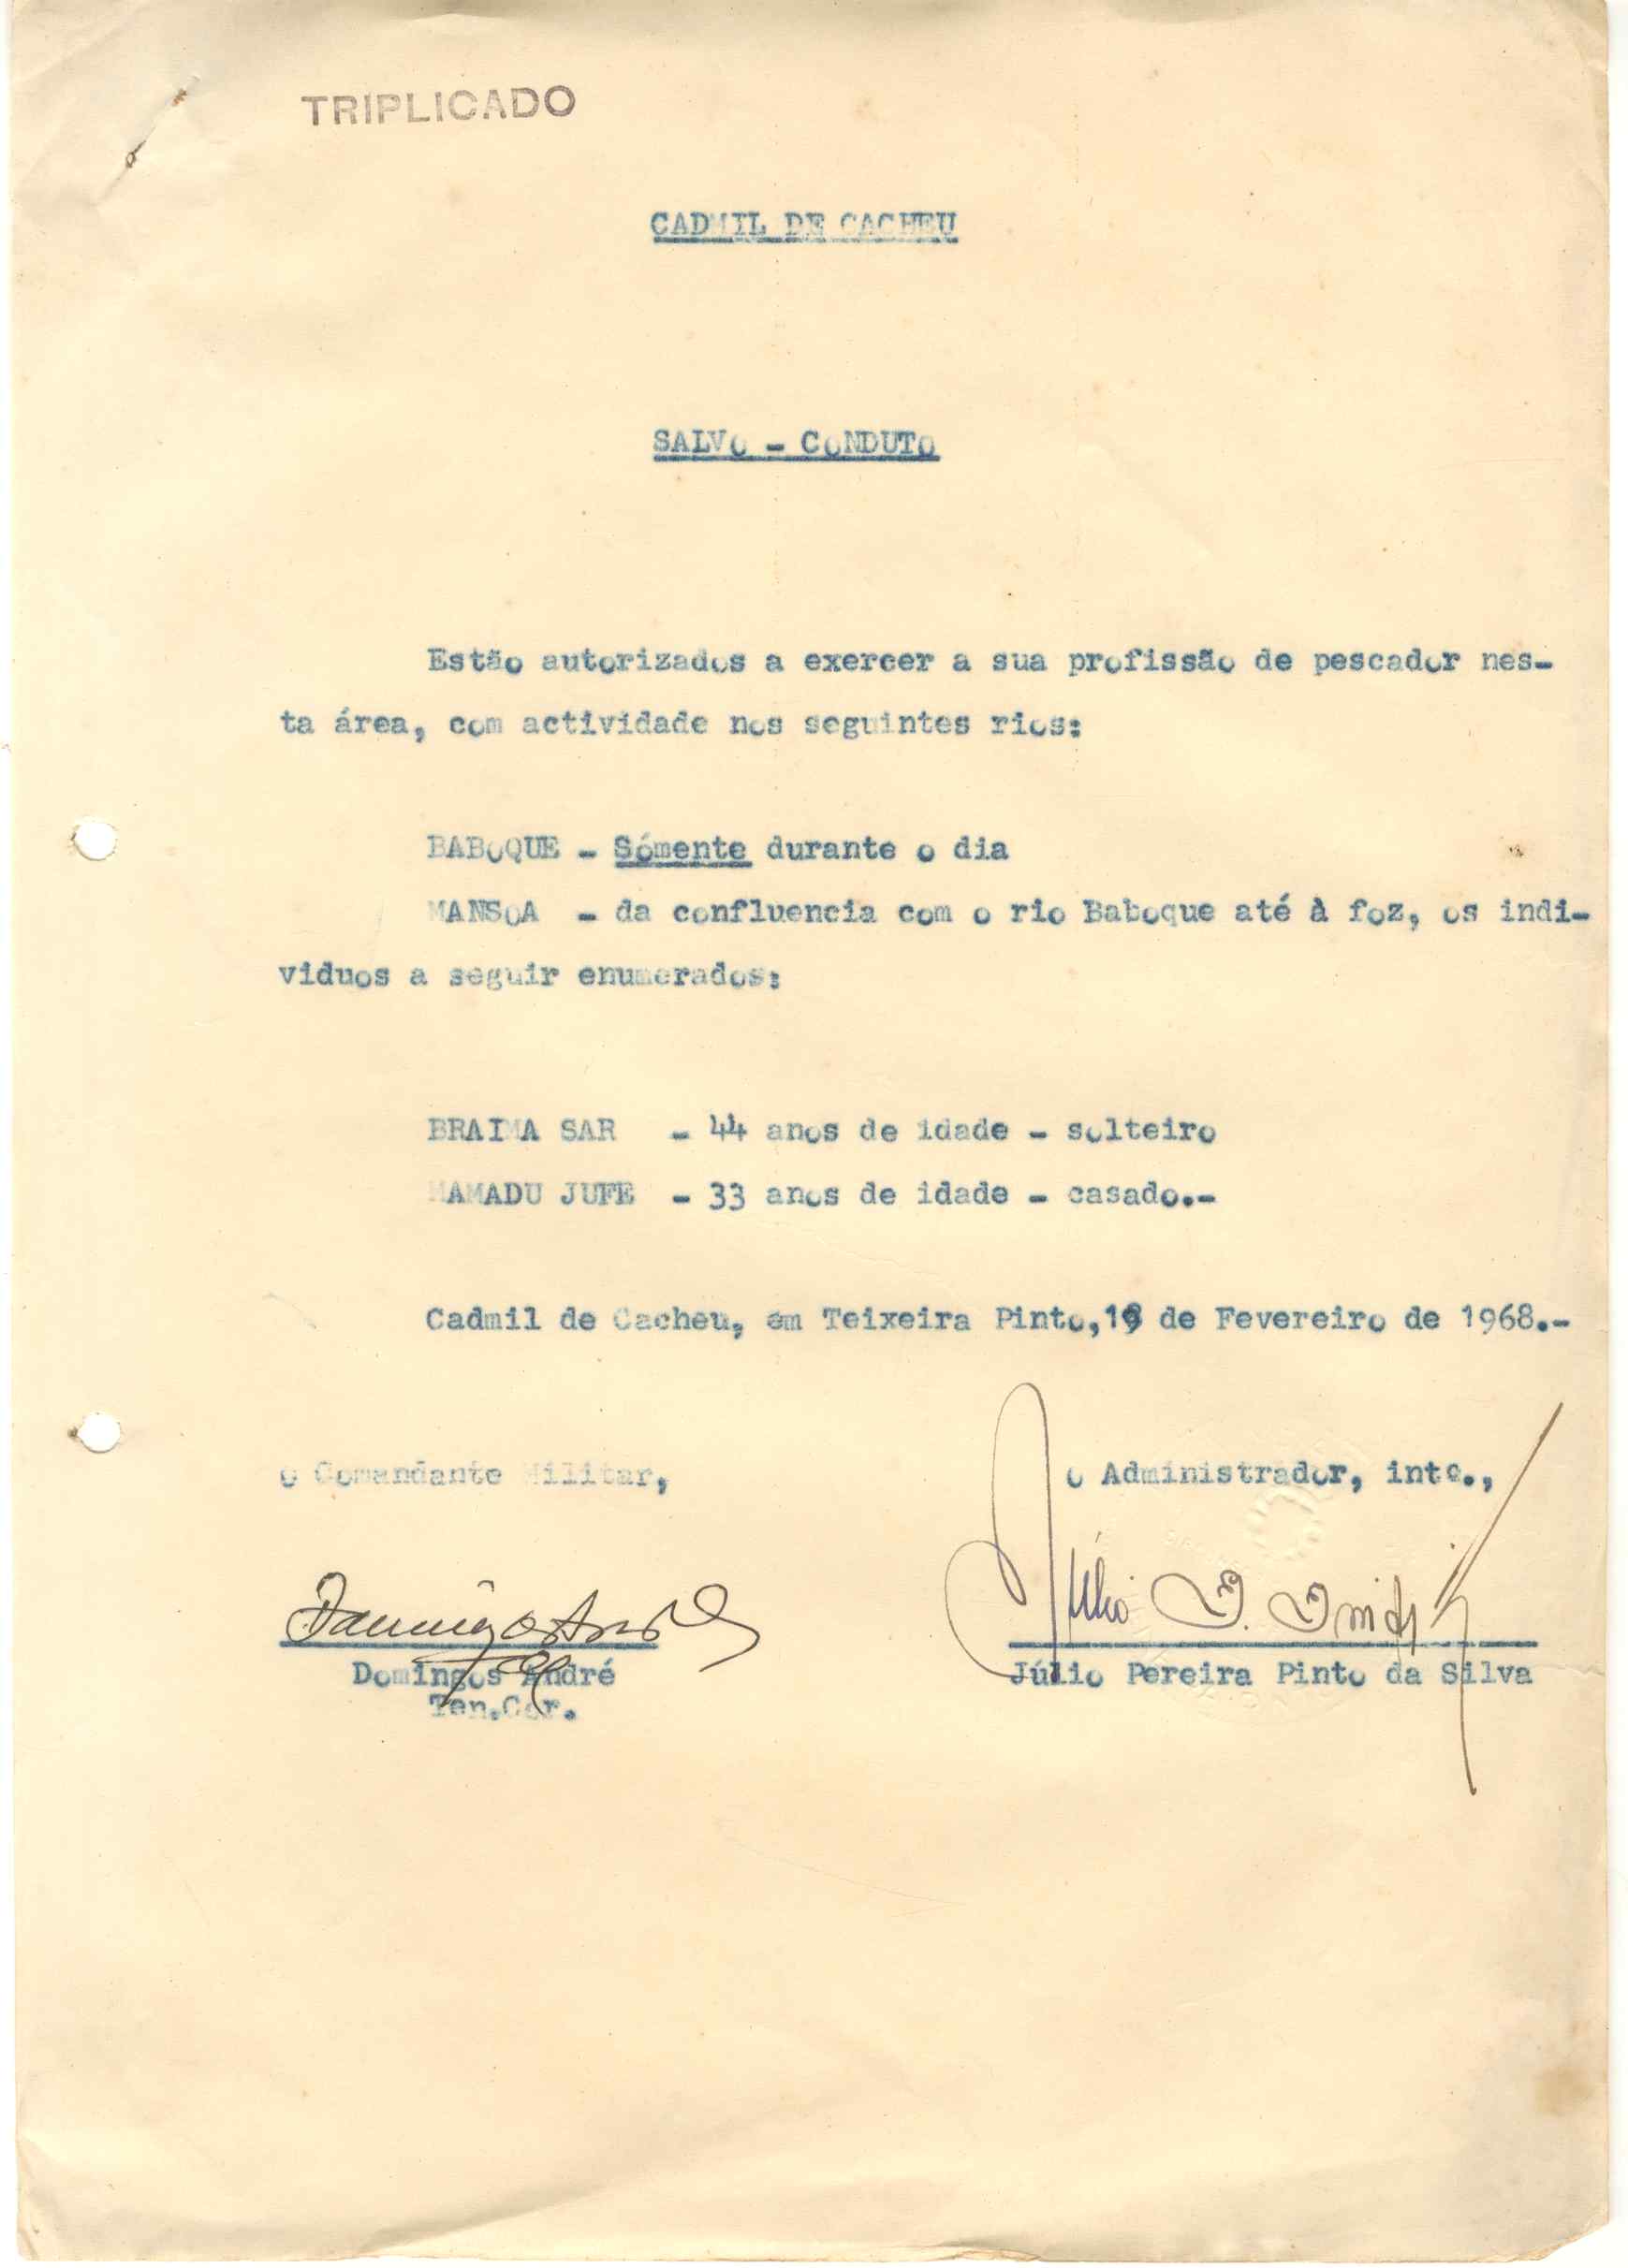 TRIPLICADO
CADMIL DE CACHEU
SALVO - CONDUTO
Estão autorizados a exercer a sua profissão de pescador nes-
ta área, com actividade nos seguintes rios:
BABOQUE - Sómente durante o dia
MANSOA - da confluencia com o rio Baboque até à foz, os indi-
viduos a seguir enumerados:
BRAIMA SAR - 44 anos de idade - solteiro
MAMADU JUFE - 33 anos de idade - casado.-
Cadmil de Cacheu, em Teixeira Pinto, de Fevereiro de 1968.-
O Comandante Militar,
O Administrador, intº.,
Domingos André
Júlio Pereira Pinto da Silva
Ten.Cor.